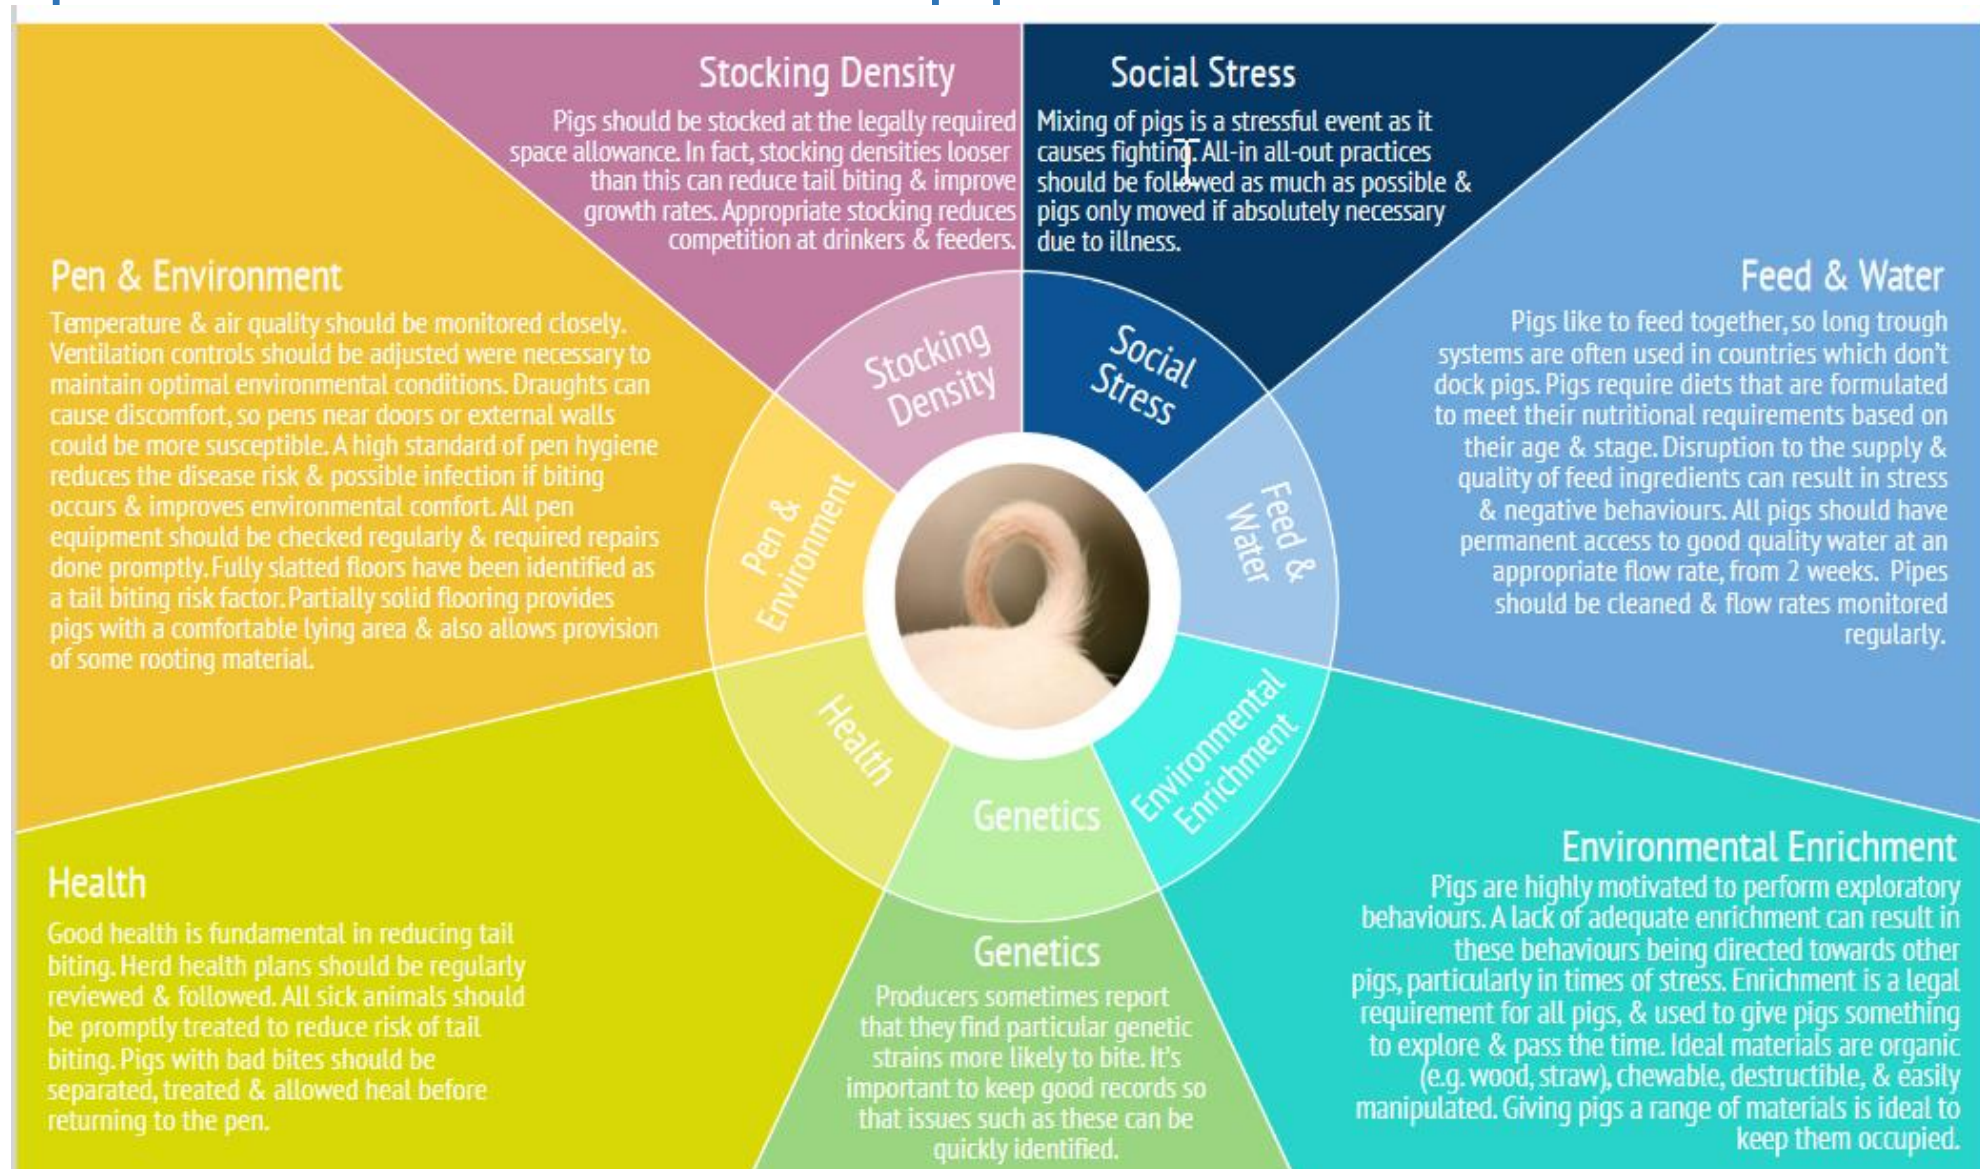 Stocking Density
Pigs should be stocked at the legally required
space allowance. In fact, stocking densities looser
than this can reduce tail biting & improve
growth rates. Appropriate stocking reduces
competition at drinkers & feeders.
Social Stress
Mixing of pigs is a stressful event as it
causes fighting. All-in all-out practices
should be followed as much as possible &
pigs only moved if absolutely necessary
due to illness.
Pen & Environment
Temperature & air quality should be monitored closely.
Ventilation controls should be adjusted were necessary to
maintain optimal environmental conditions. Draughts can
cause discomfort, so pens near doors or external walls
could be more susceptible. A high standard of pen hygiene
reduces the disease risk & possible infection if biting
occurs & improves environmental comfort. All pen
equipment should be checked regularly & required repairs
done promptly. Fully slatted floors have been identified as
a tail biting risk factor. Partially solid flooring provides
pigs with a comfortable lying area & also allows provision
of some rooting material.
Feed & Water
Pigs like to feed together, so long trough
systems are often used in countries which don't
dock pigs. Pigs require diets that are formulated
to meet their nutritional requirements based on
their age & stage. Disruption to the supply &
quality of feed ingredients can result in stress
& negative behaviours. All pigs should have
permanent access to good quality water at an
appropriate flow rate, from 2 weeks. Pipes
should be cleaned & flow rates monitored
regularly.
Stocking
Density
Social
Stress
Pen &
Environment
Feed &
Water
Health
Genetics
Environmental
Enrichment
Health
Good health is fundamental in reducing tail
biting. Herd health plans should be regularly
reviewed & followed. All sick animals should
be promptly treated to reduce risk of tail
biting. Pigs with bad bites should be
separated, treated & allowed heal before
returning to the pen.
Genetics
Producers sometimes report
that they find particular genetic
strains more likely to bite. It's
important to keep good records so
that issues such as these can be
quickly identified.
Environmental Enrichment
Pigs are highly motivated to perform exploratory
behaviours. A lack of adequate enrichment can result in
these behaviours being directed towards other
pigs, particularly in times of stress. Enrichment is a legal
requirement for all pigs, & used to give pigs something
to explore & pass the time. Ideal materials are organic
(e.g. wood, straw), chewable, destructible, & easily
manipulated. Giving pigs a range of materials is ideal to
keep them occupied.